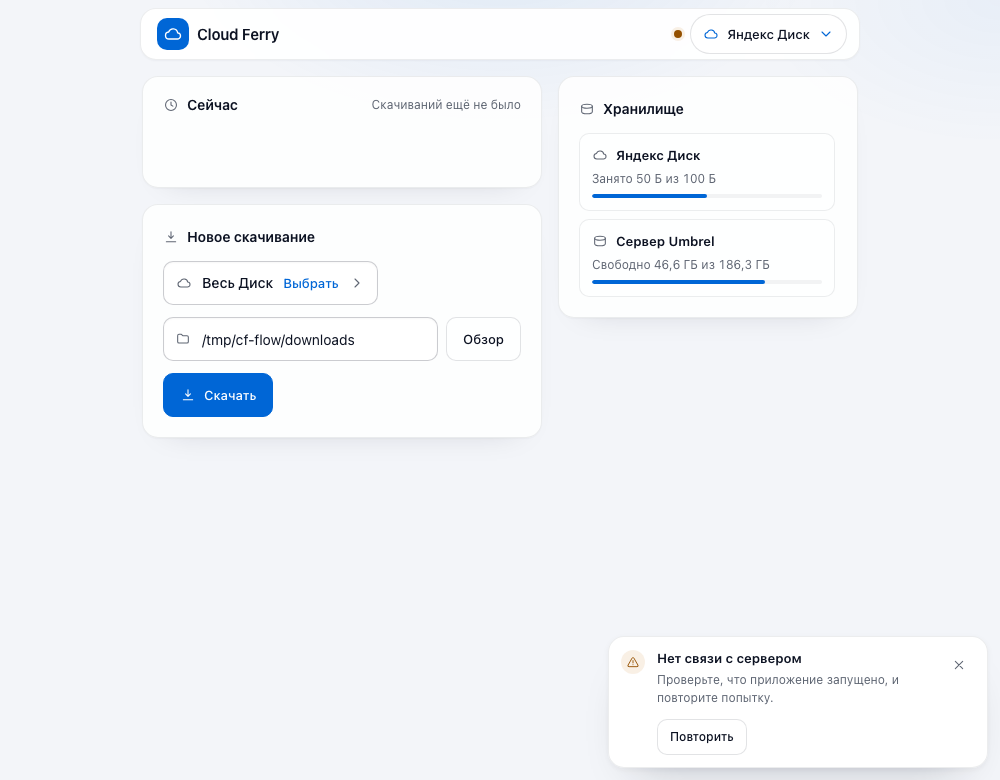 Cloud Ferry
Яндекс Диск
Сейчас
Скачиваний ещё не было
Новое скачивание
Весь Диск Выбрать
/tmp/cf-flow/downloads
Обзор
Скачать
Хранилище
Яндекс Диск
Занято 50 Б из 100 Б
Сервер Umbrel
Свободно 46,6 ГБ из 186,3 ГБ
Нет связи с сервером
Проверьте, что приложение запущено, и
повторите попытку.
Повторить